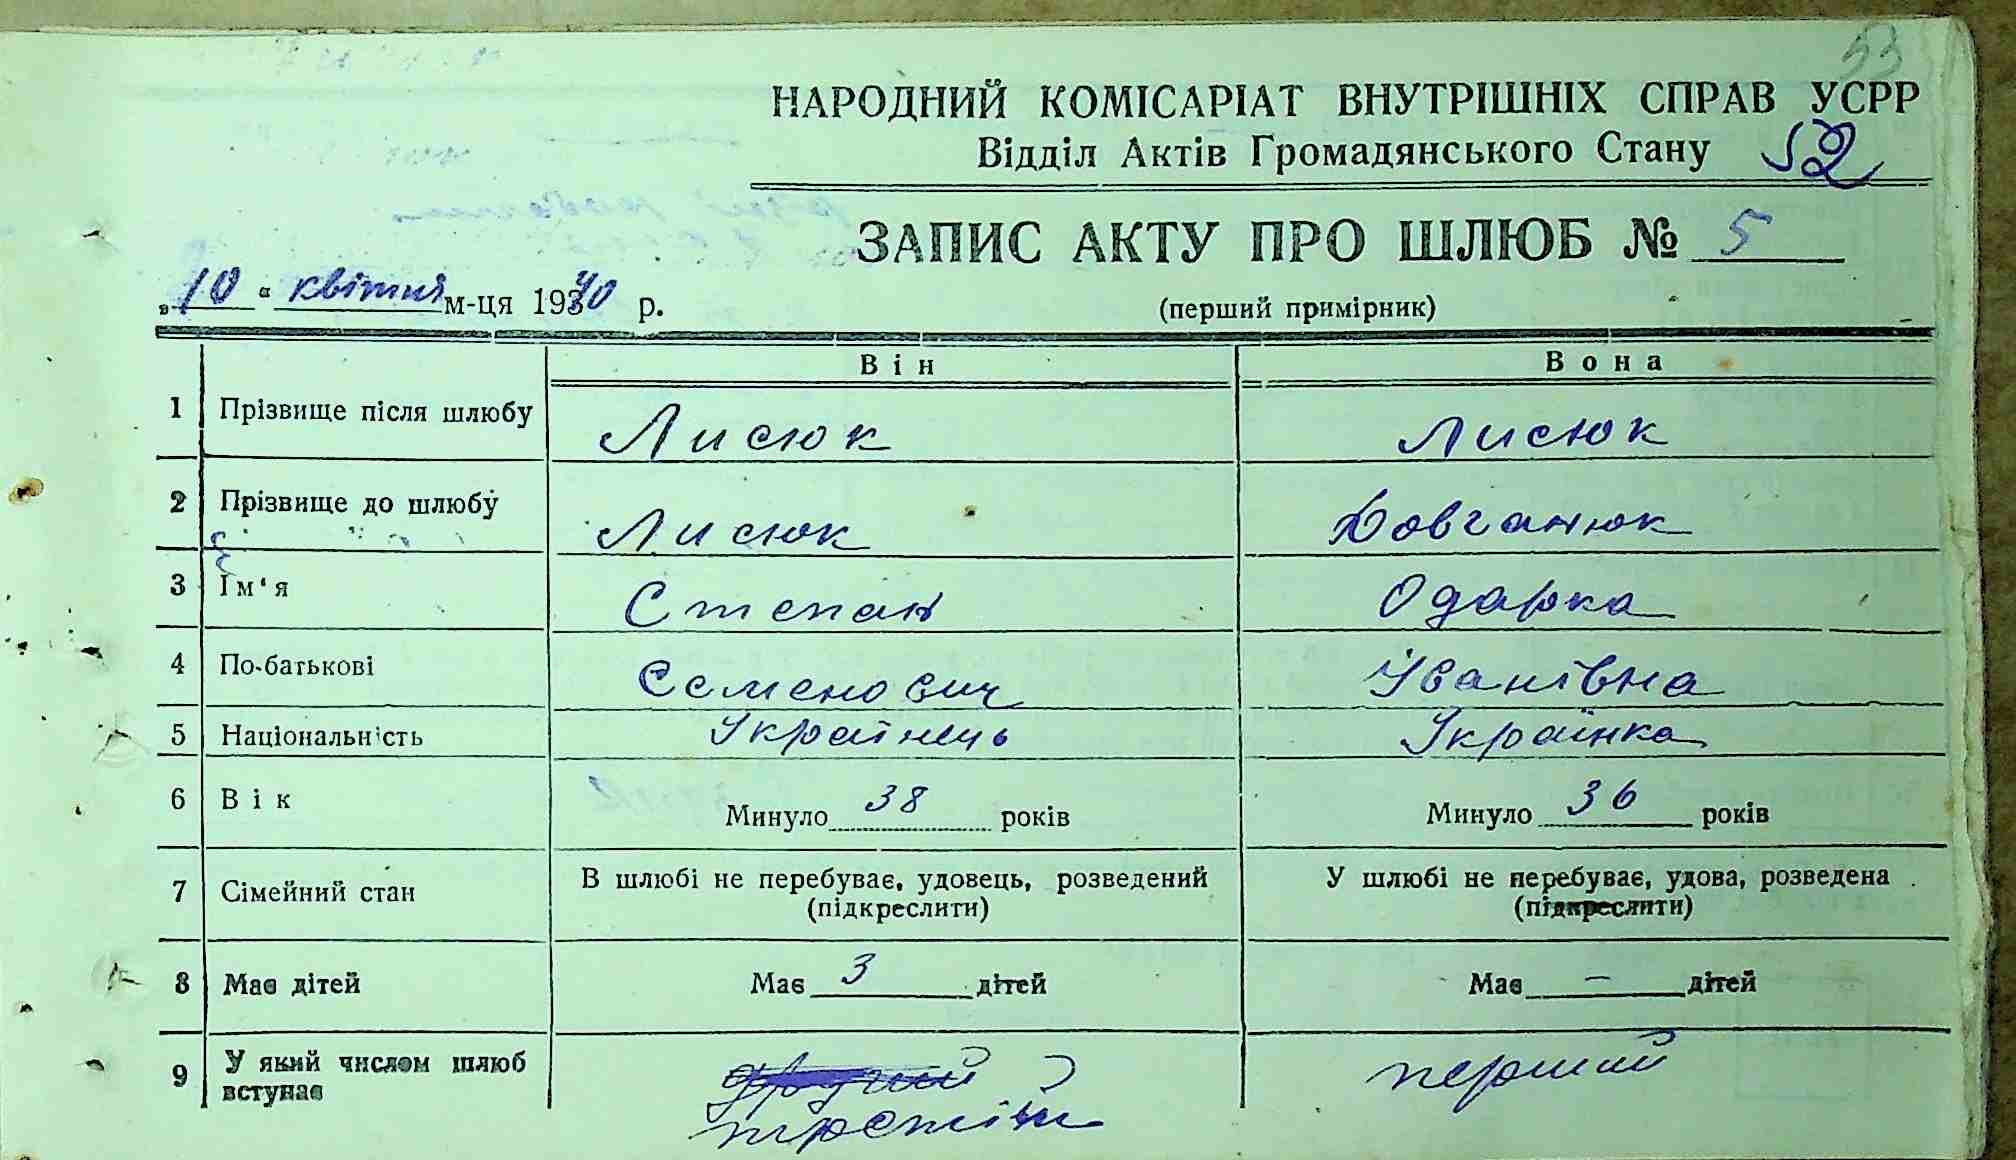 53
НАРОДНИЙ КОМІСАРІАТ ВНУТРІШНІХ СПРАВ УСРР
Відділ Актів Громадянського Стану 52
ЗАПИС АКТУ ПРО ШЛЮБ № 5
„10“ квітня м-ця 1940 р.
(перший примірник)
Він Вона
1 Прізвище після шлюбу Лисюк Лисюк
2 Прізвище до шлюбу Лисюк Довганюк
3 Ім'я Степан Одарка
4 По-батькові Семенович Іванівна
5 Національність Українець Українка
6 Вік Минуло 38 років Минуло 36 років
7 Сімейний стан В шлюбі не перебуває, удовець, розведений У шлюбі не перебуває, удова, розведена
(підкреслити) (підкреслити)
8 Має дітей Має 3 дітей Має — дітей
9 У який числом шлюб другий перший
вступає третій